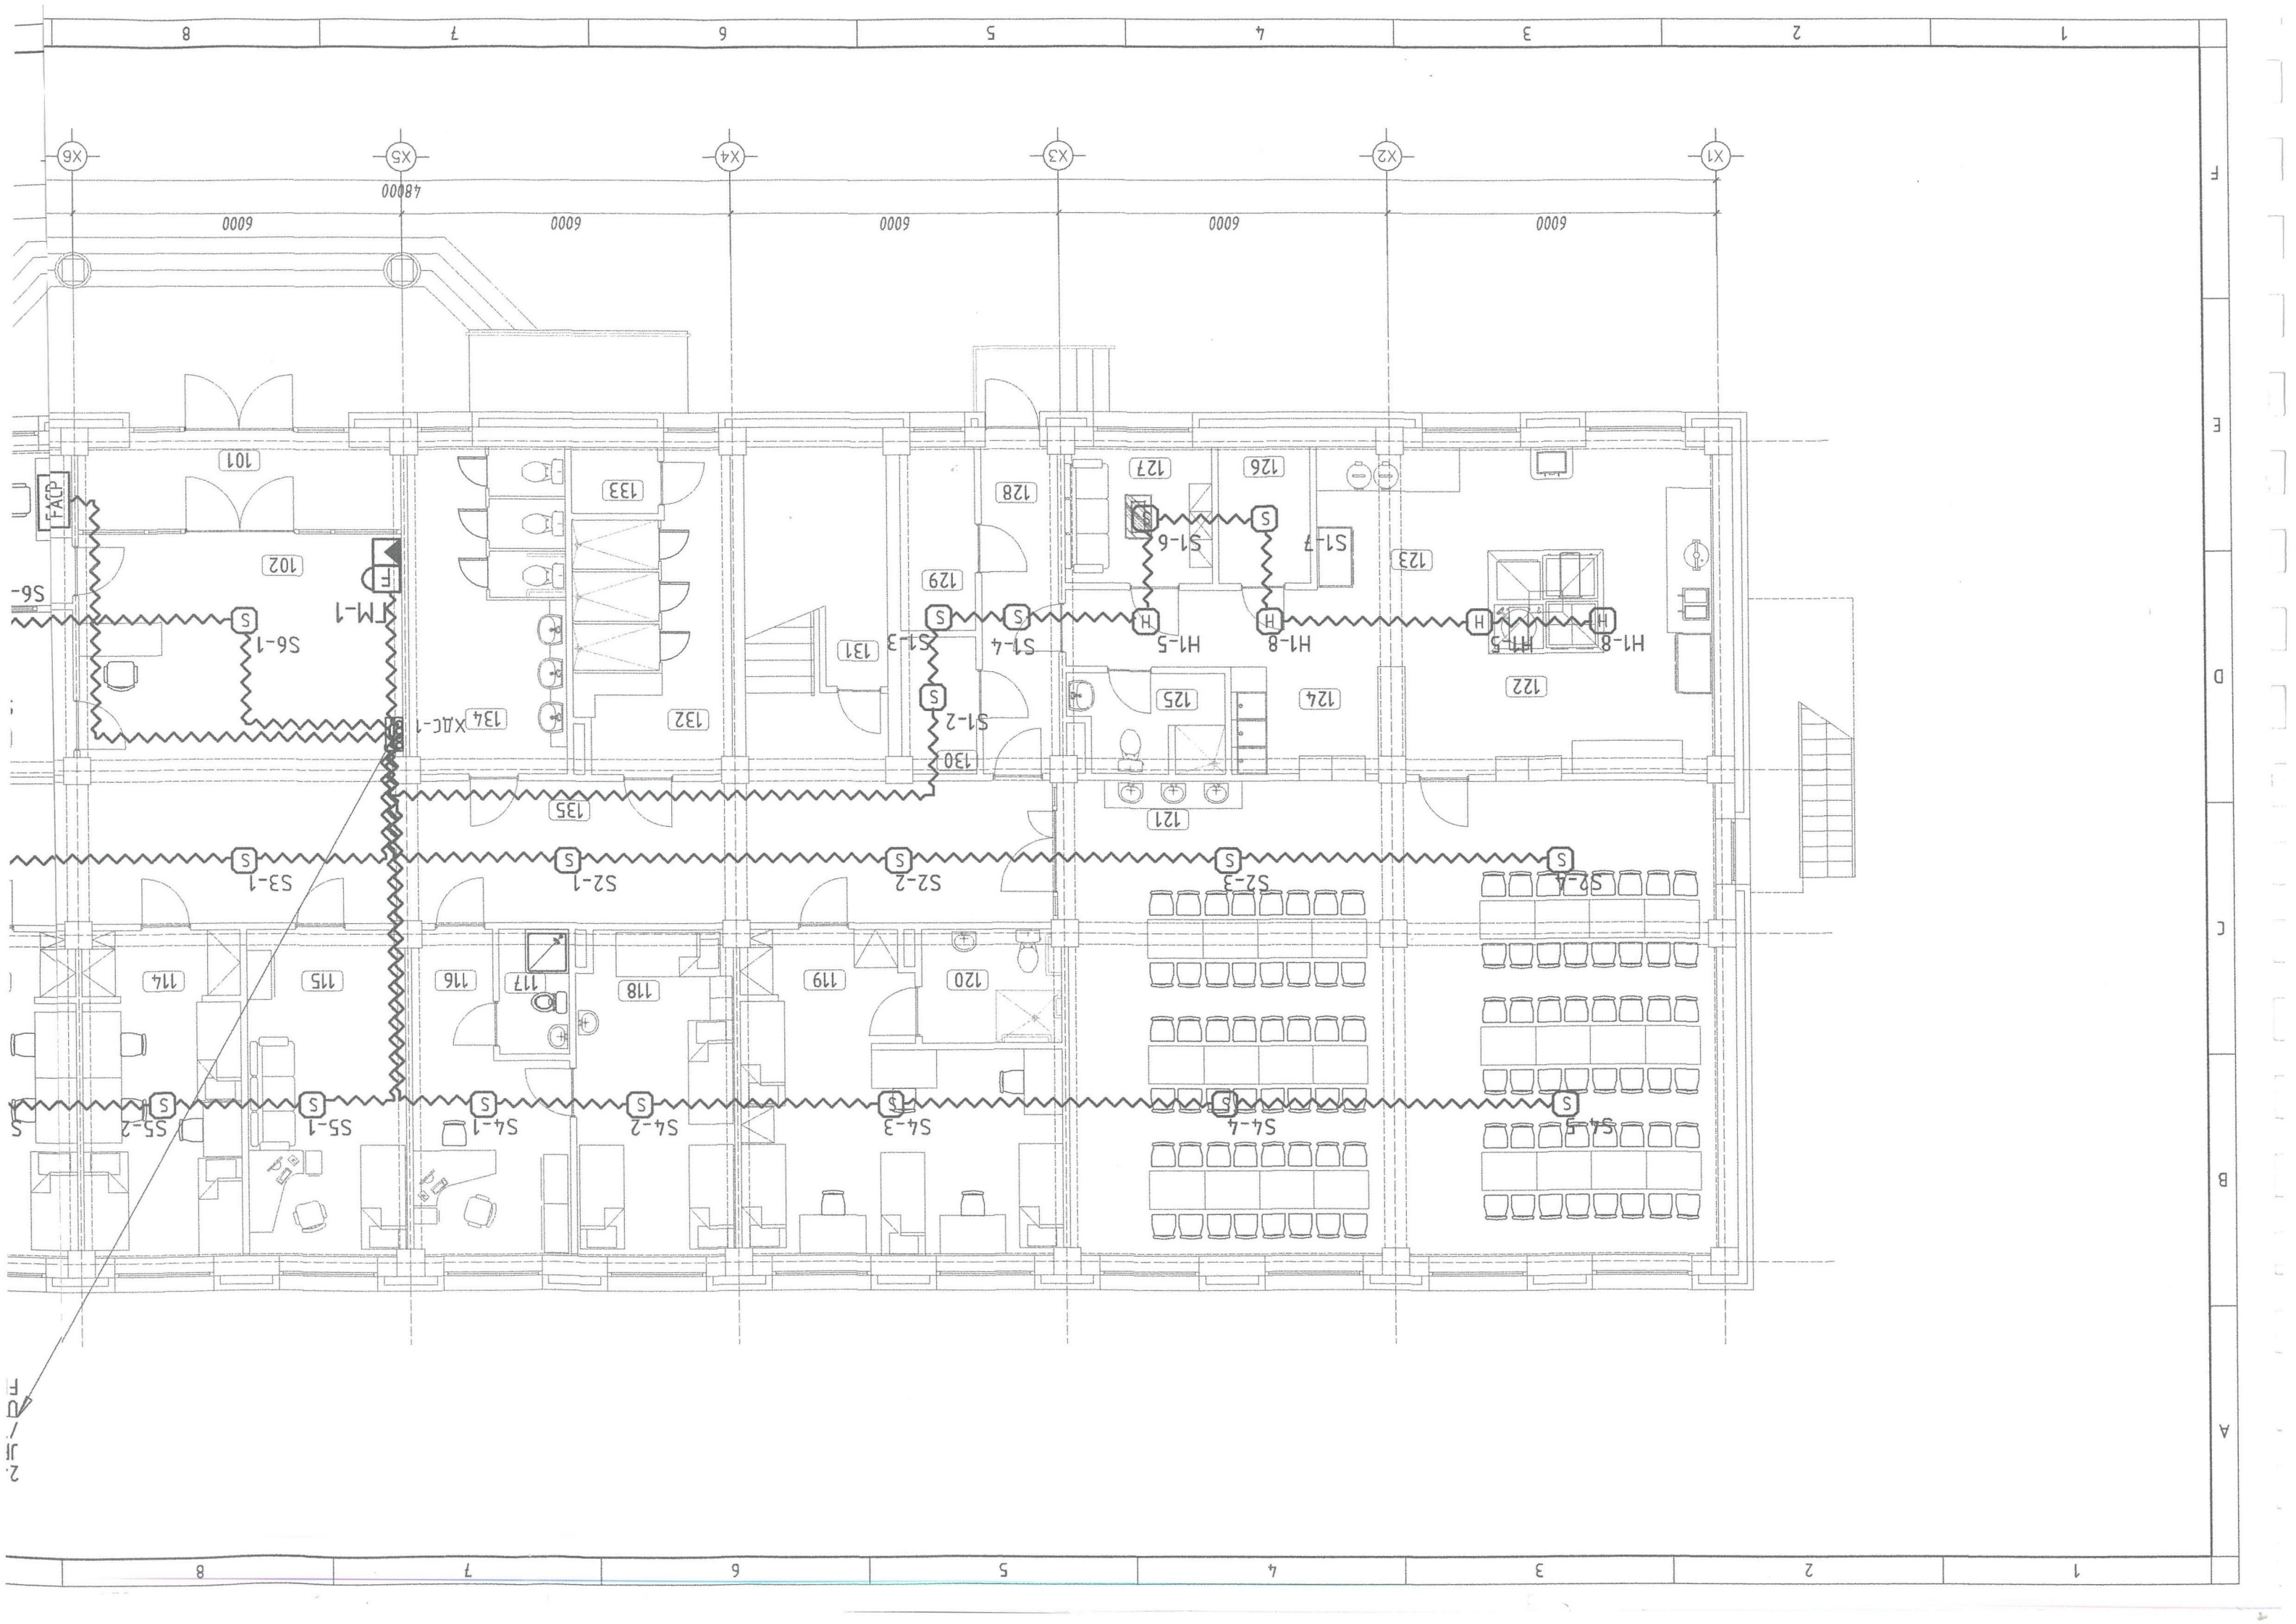 1 2 3 4 5 6 7 8
A
B
S4-5 S4-4 S4-3 S4-2 S4-1 S5-1 S5-2
S S S S S S S
120 119 118 117 116 115 114
C
S2-4 S2-3 S2-2 S2-1 S3-1
S S S S S
121 135
130
S1-2
S
125 124 122
132 134
131
D
H1-8 H1-5 H1-8 H1-5 S1-4 S1-3 S6-1
H H H H S S S
S6-
129
102
123
F
S1-7 S1-6
S S
FACP
128 133
126 127 101
E
6000 6000 6000 6000 6000
48000
F
X1 X2 X3 X4 X5 X6
1 2 3 4 5 6 7 8